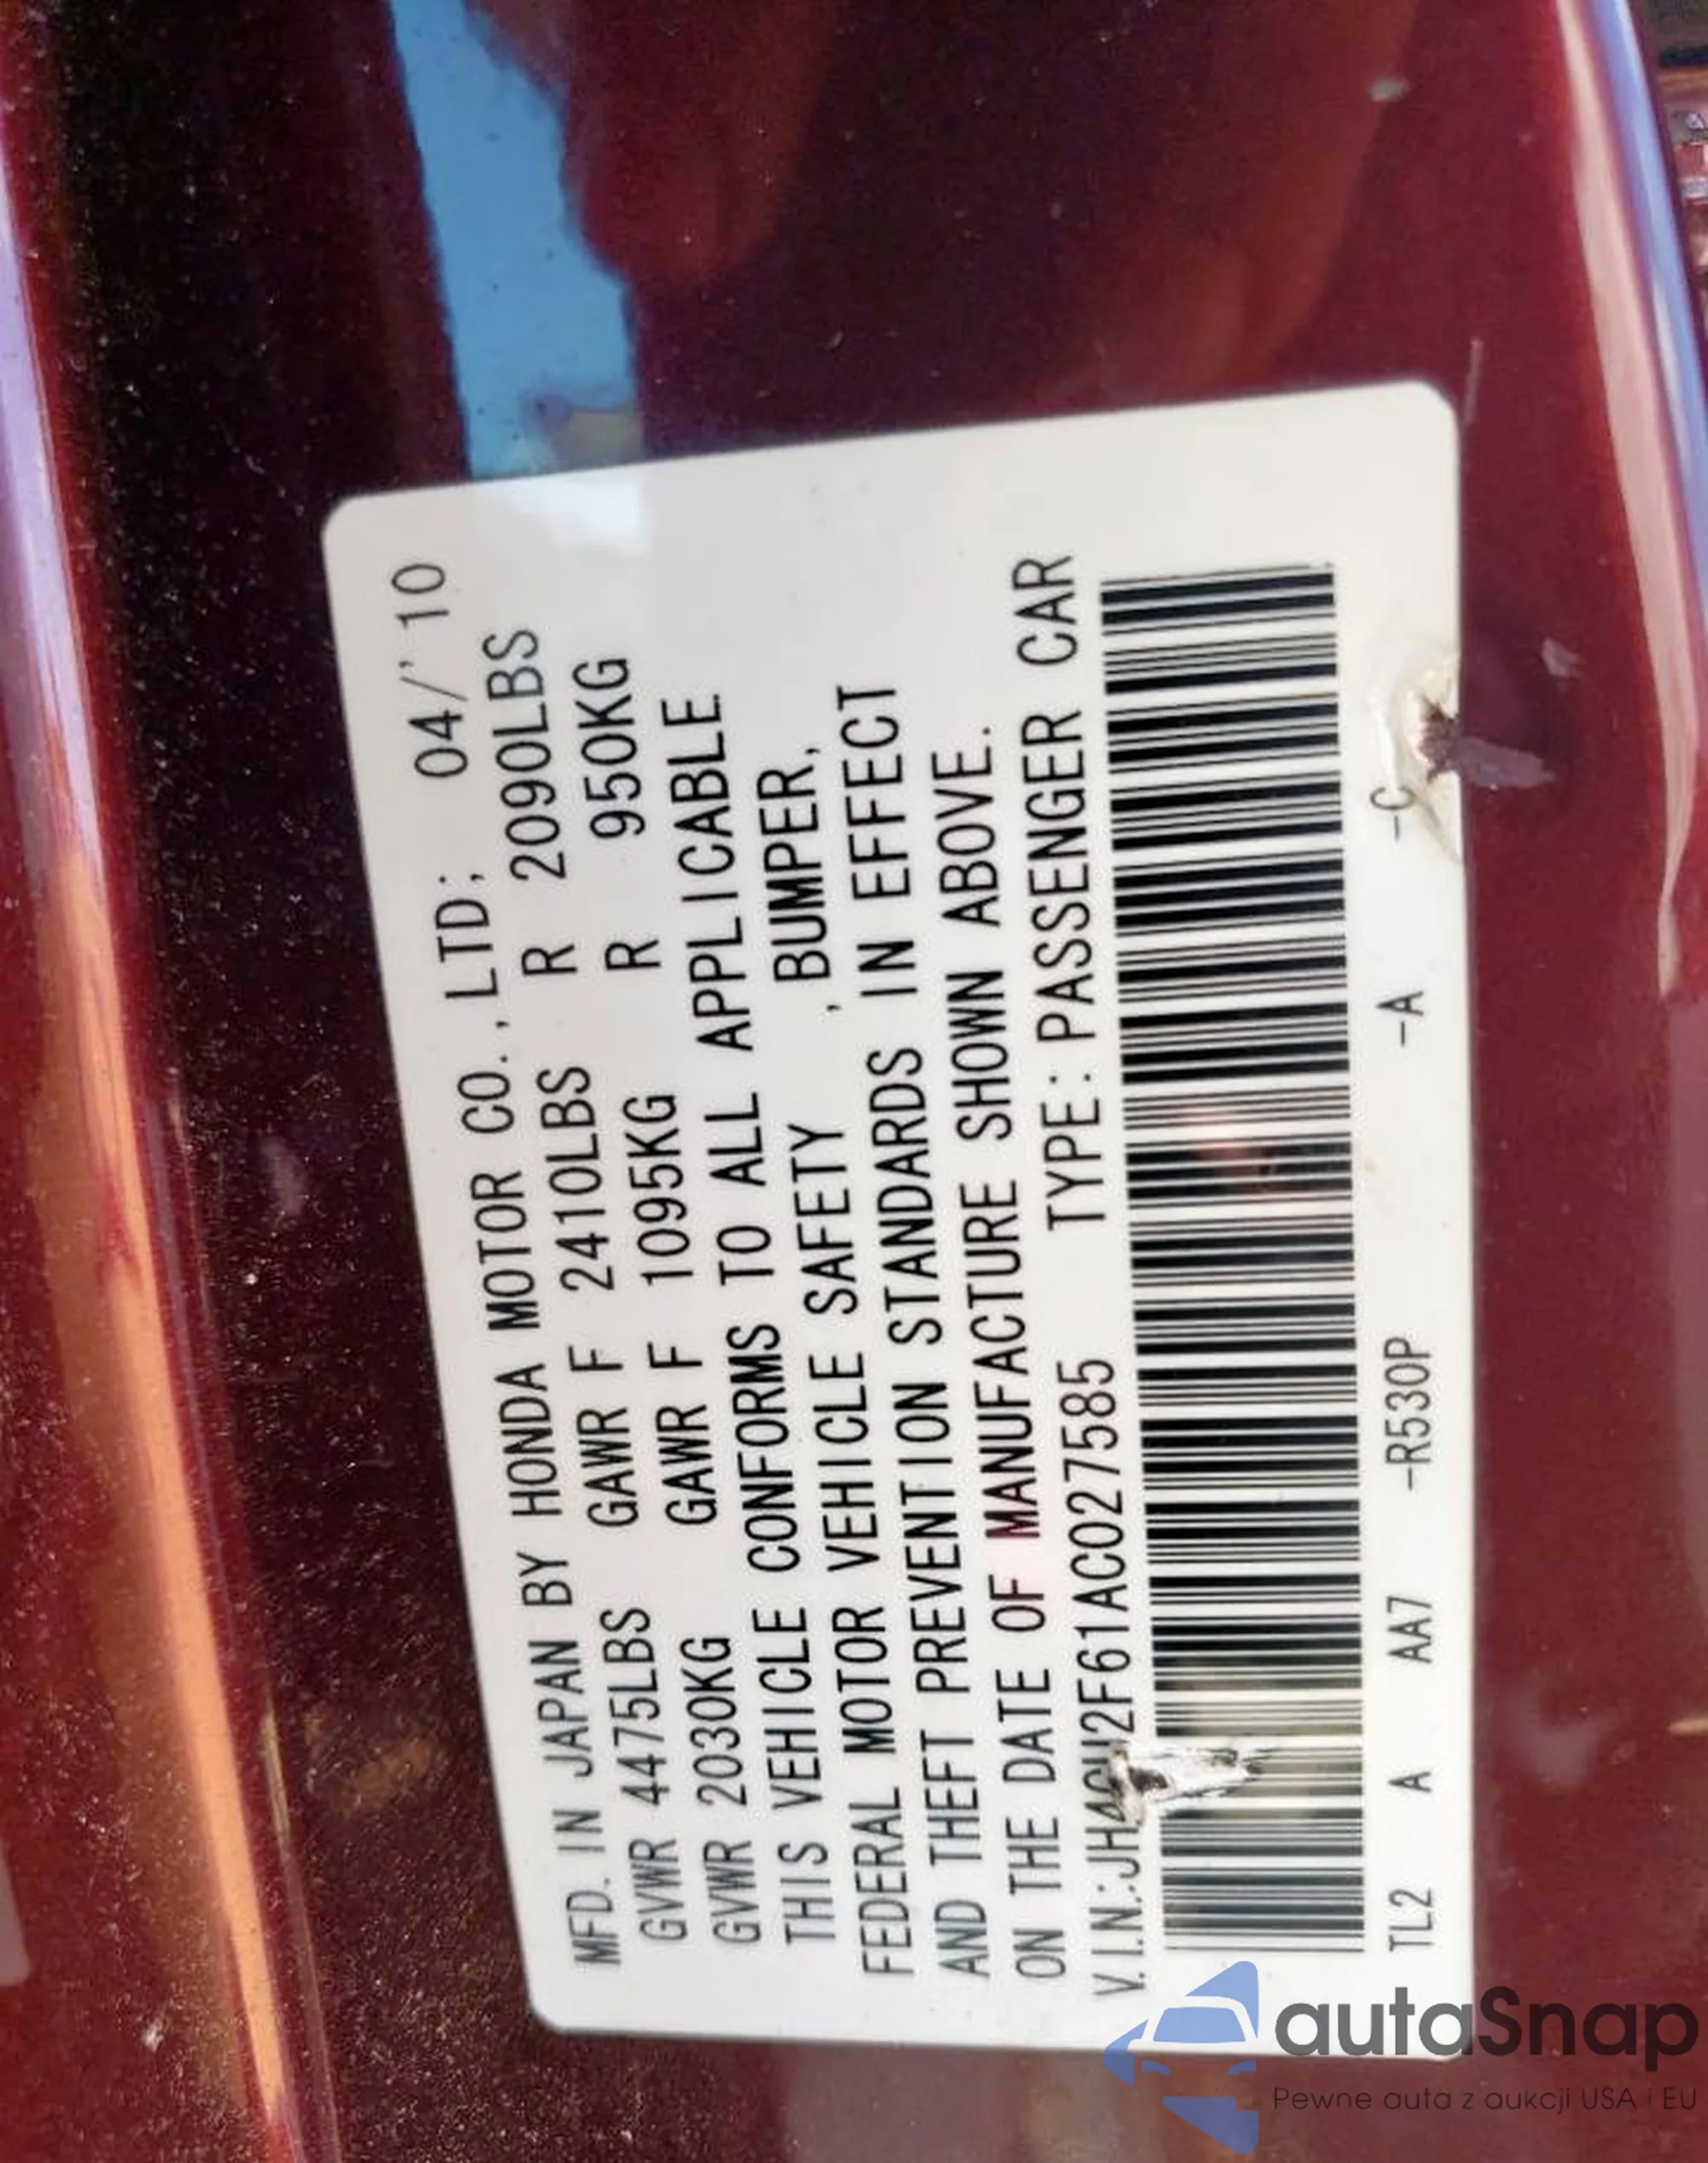 MFD. IN JAPAN BY HONDA MOTOR CO., LTD; 04/'10
GVWR 4475LBS GAWR F 2410LBS R 2090LBS
GVWR 2030KG GAWR F 1095KG R 950KG
THIS VEHICLE CONFORMS TO ALL APPLICABLE
FEDERAL MOTOR VEHICLE SAFETY , BUMPER,
AND THEFT PREVENTION STANDARDS IN EFFECT
ON THE DATE OF MANUFACTURE SHOWN ABOVE.
V.I.N.:JH4CU2F61AC027585 TYPE: PASSENGER CAR
TL2 A AA7 -R530P -A -C
autaSnap
Pewne auta z aukcji USA i EU